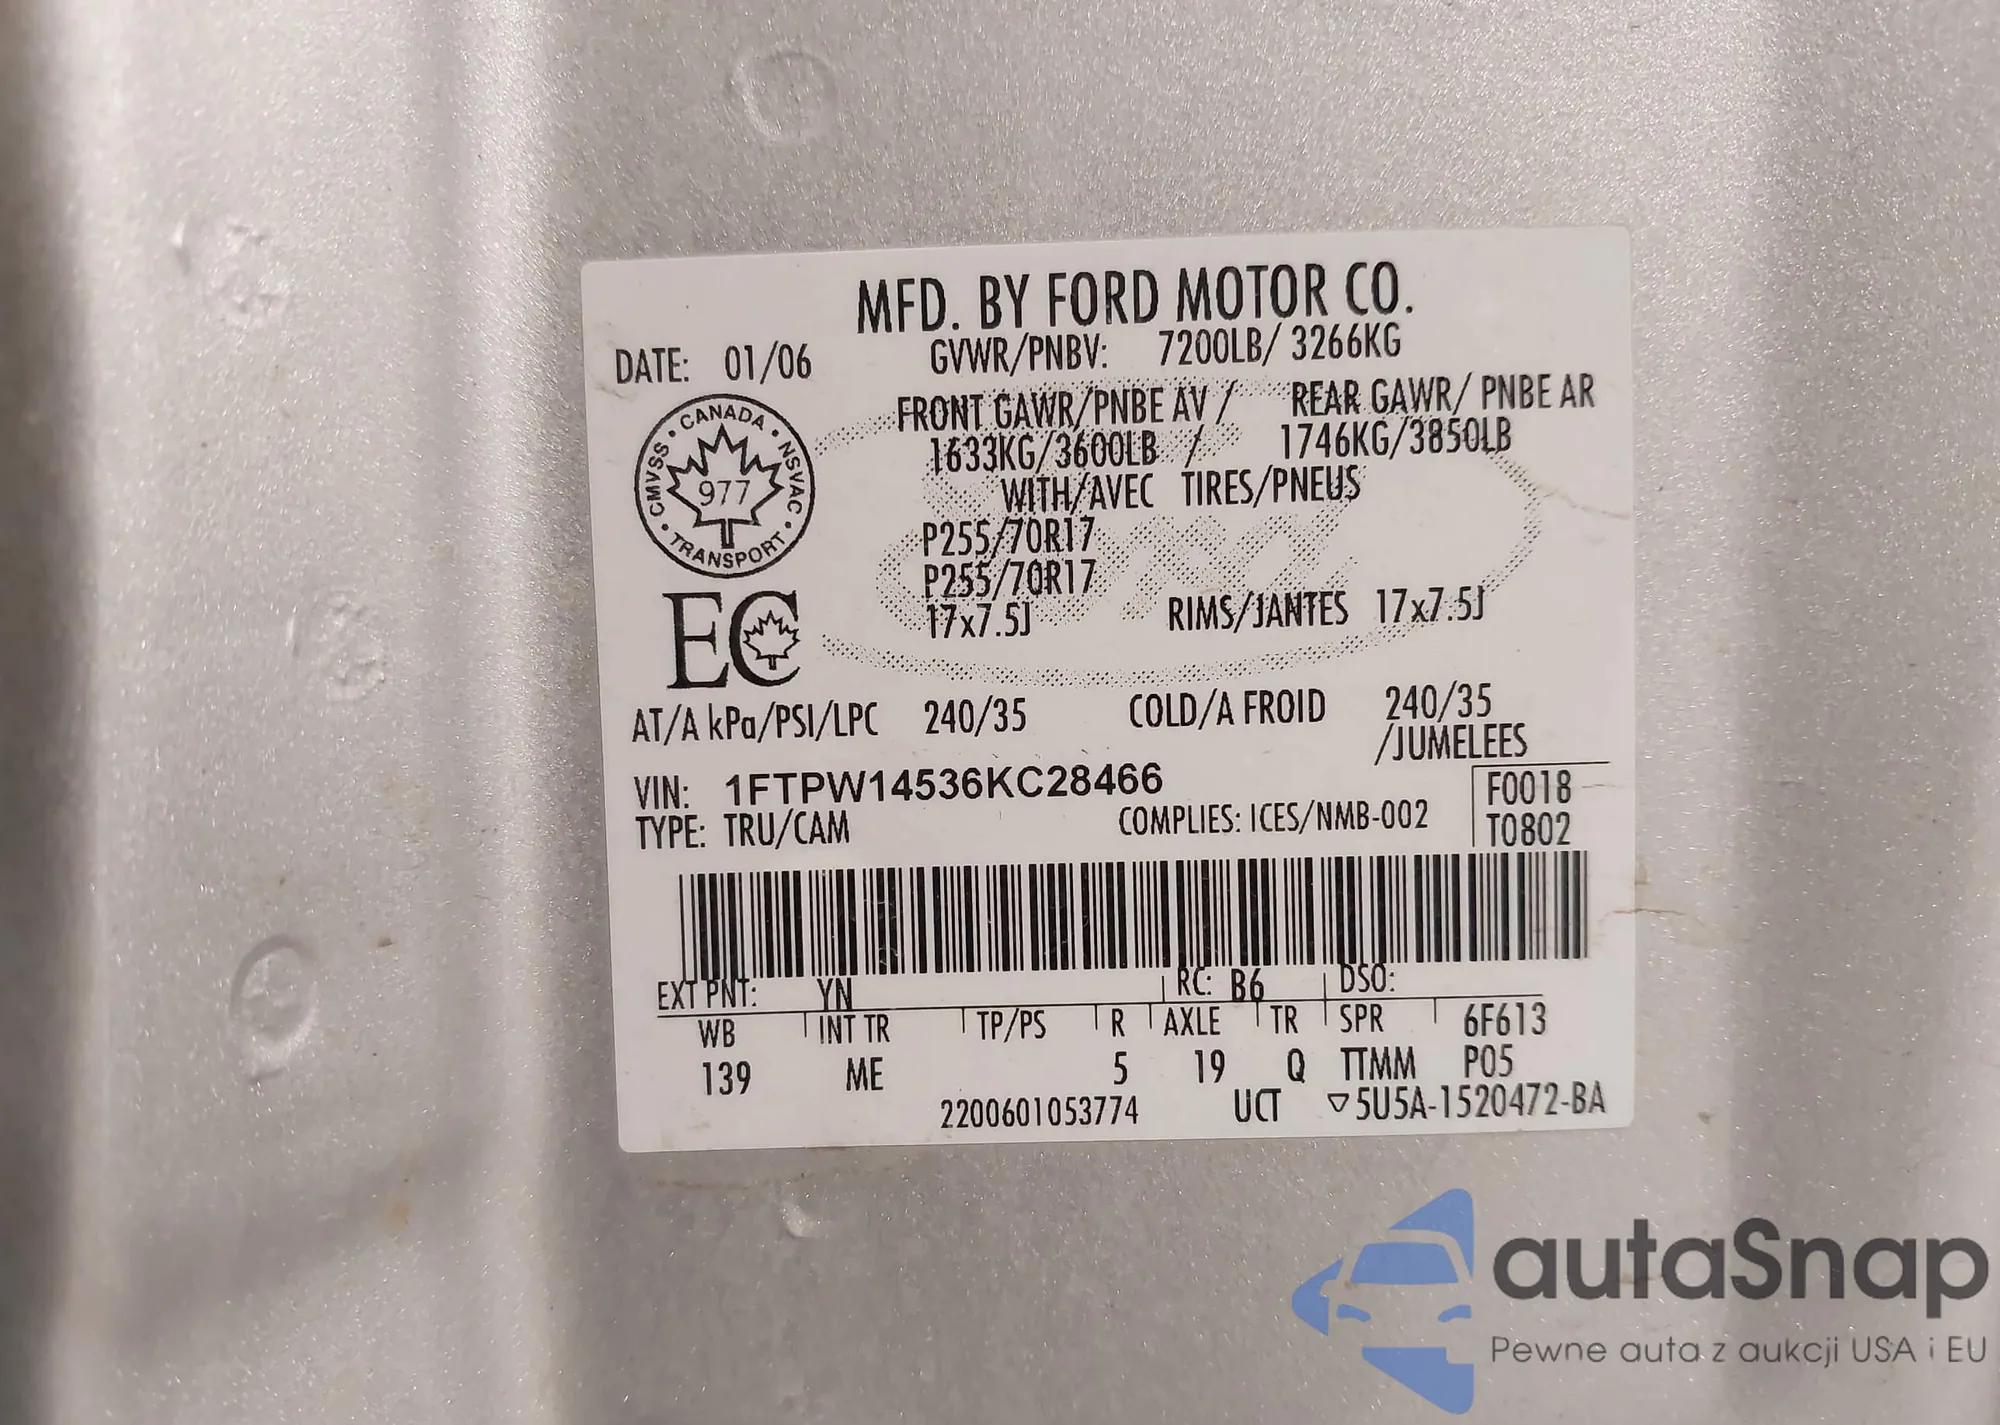 MFD. BY FORD MOTOR CO.
DATE: 01/06 GVWR/PNBV: 7200LB/ 3266KG
FRONT GAWR/PNBE AV / REAR GAWR/ PNBE AR
1633KG/3600LB / 1746KG/3850LB
WITH/AVEC TIRES/PNEUS
P255/70R17
P255/70R17
17x7.5J RIMS/JANTES 17x7.5J
CANADA • NSVAC • TRANSPORT • CMVSS •
977
EC
AT/A kPa/PSI/LPC 240/35 COLD/A FROID 240/35
/JUMELEES
VIN: 1FTPW14536KC28466 F0018
TYPE: TRU/CAM COMPLIES: ICES/NMB-002 T0802
EXT PNT: YN RC: B6 DSO:
WB INT TR TP/PS R AXLE TR SPR 6F613
139 ME 5 19 Q TTMM P05
2200601053774 UCT ▽5U5A-1520472-BA
autaSnap
Pewne auta z aukcji USA i EU